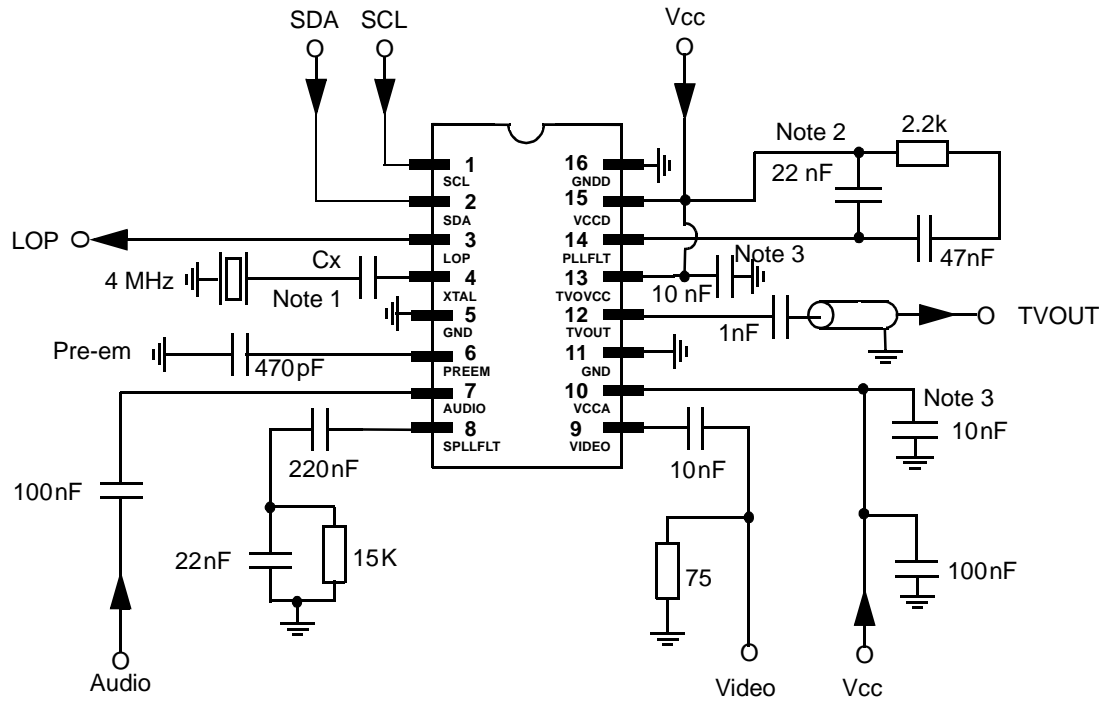 SDA
SCL
Vcc
Note 2
2.2k
22 nF
47nF
1
SCL
2
SDA
3
LOP
4
XTAL
5
GND
6
PREEM
7
AUDIO
8
SPLLFLT
16
GNDD
15
VCCD
14
PLLFLT
13
TVOVCC
12
TVOUT
11
GND
10
VCCA
9
VIDEO
LOP
4 MHz
Cx
Note 1
Pre-em
470pF
Note 3
10 nF
1nF
TVOUT
Note 3
10nF
220nF
10nF
100nF
22nF
15K
75
100nF
Audio
Video
Vcc